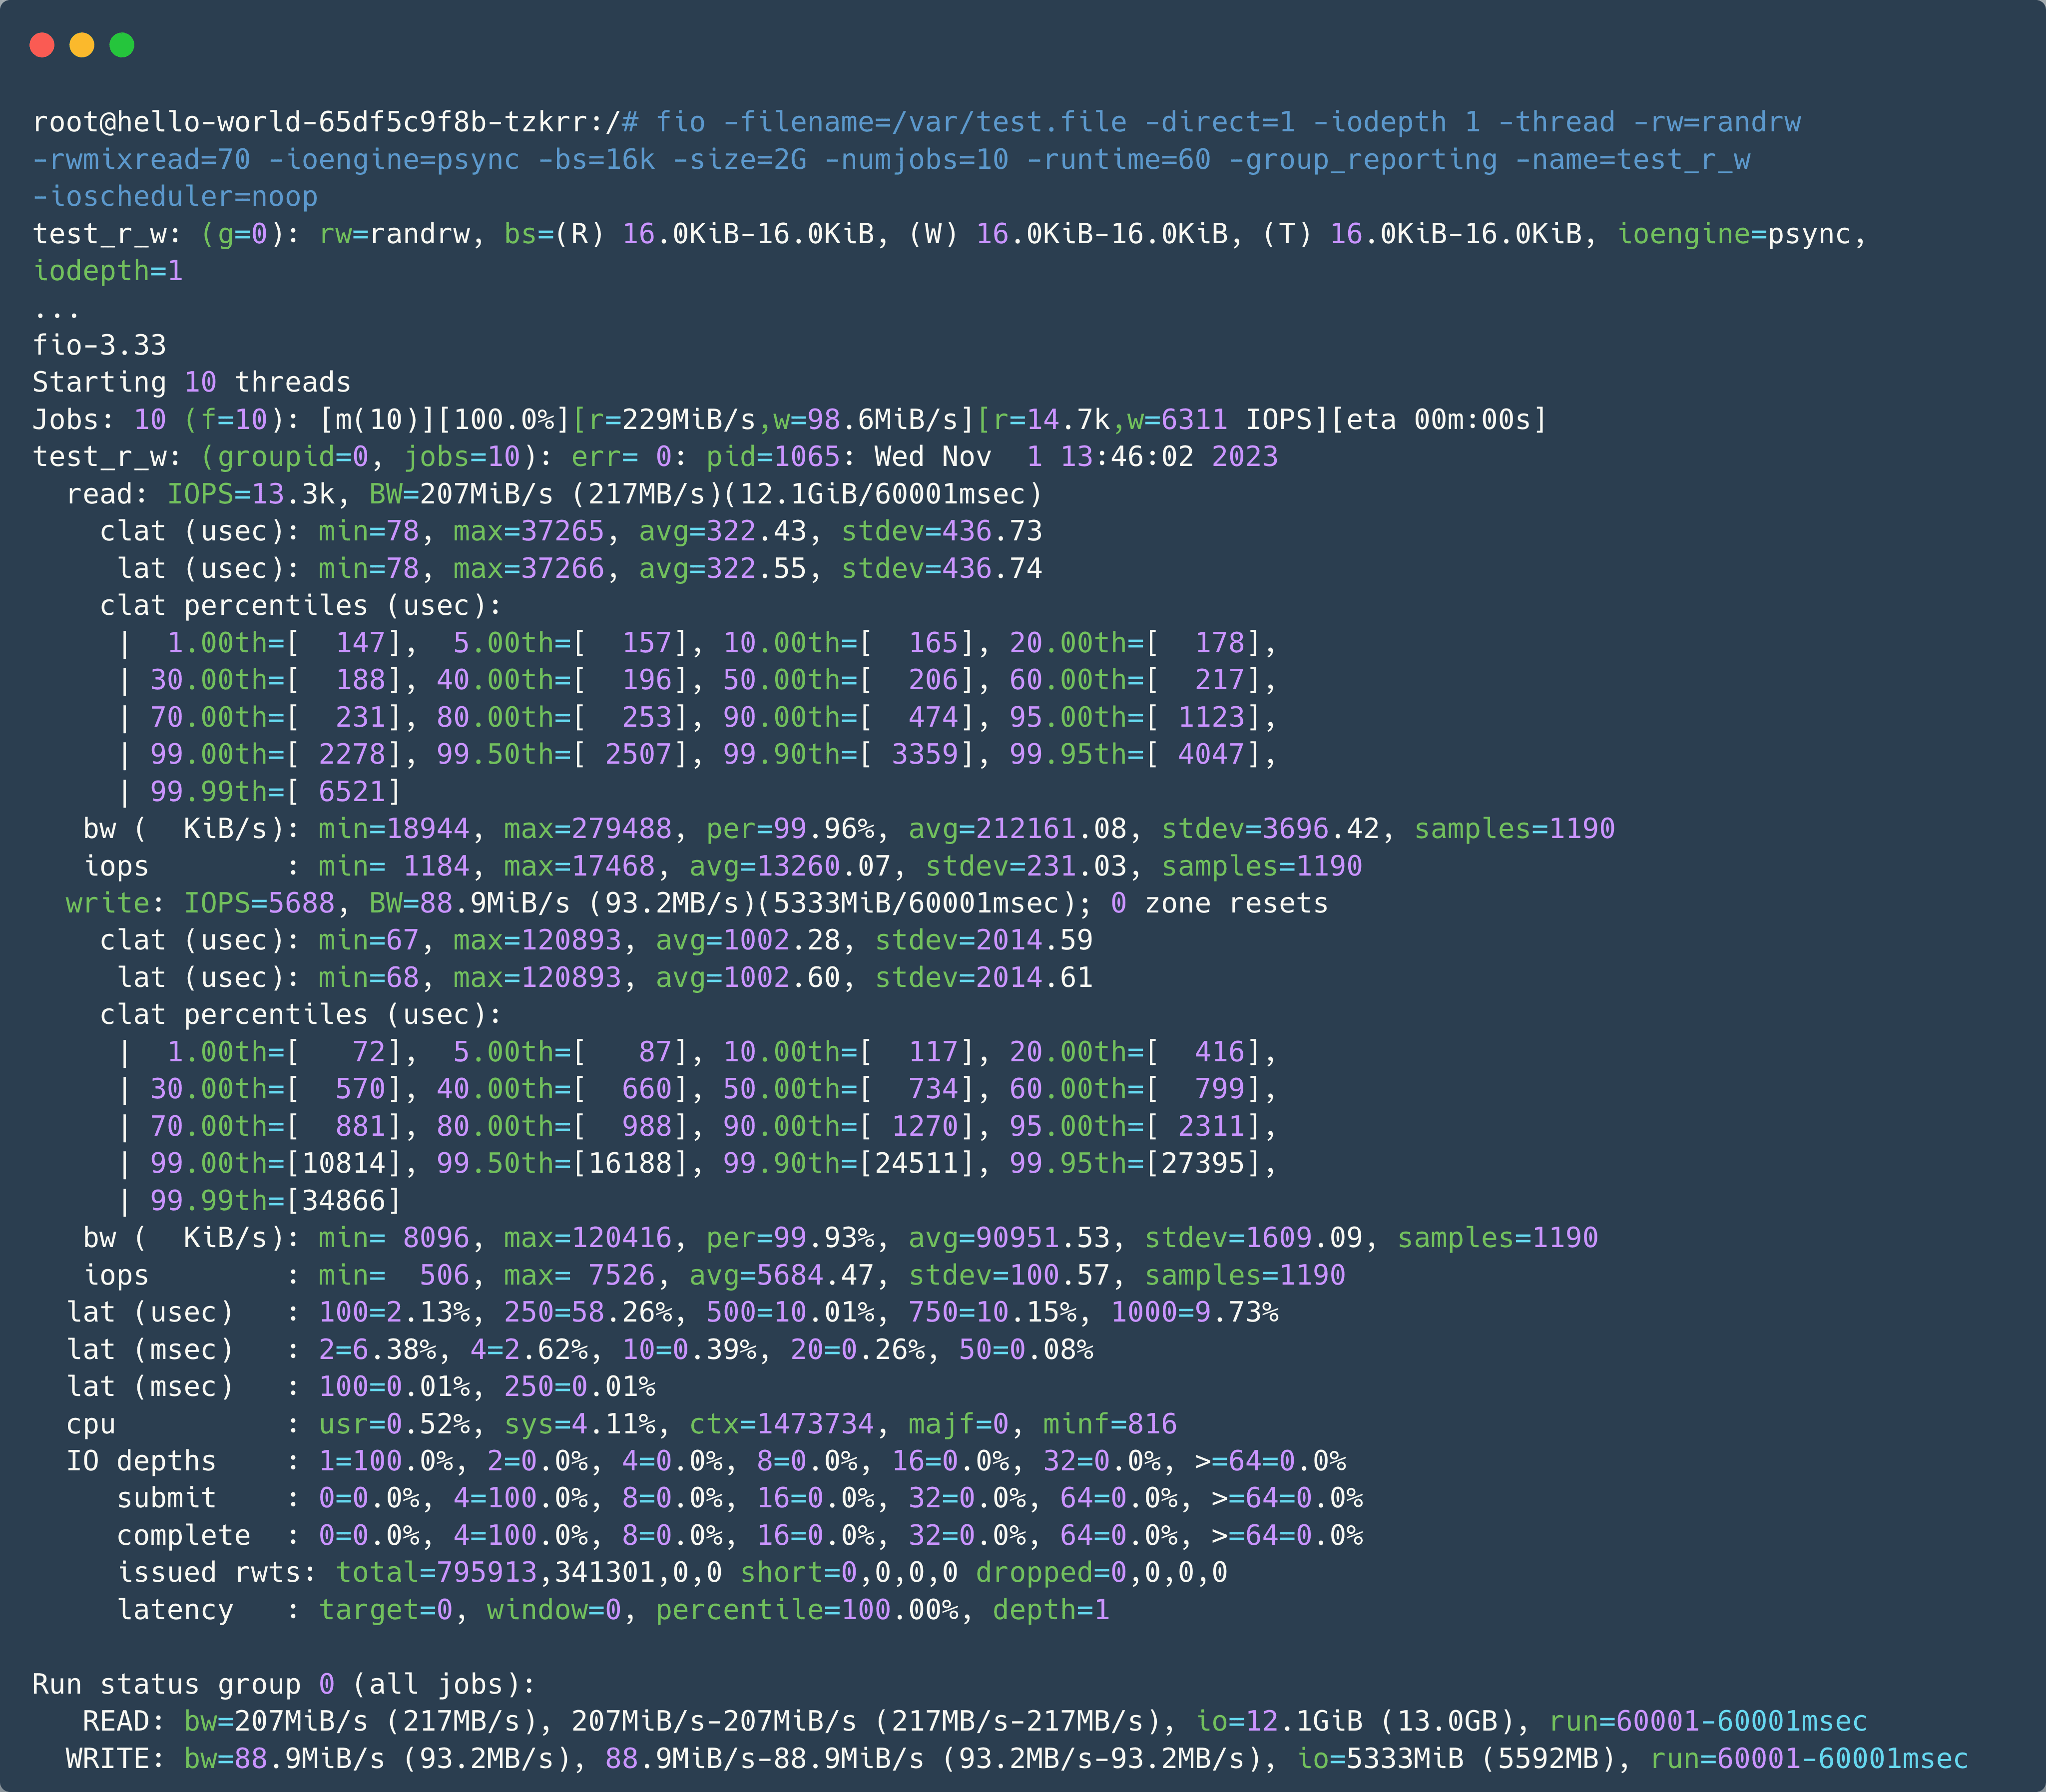 root@hello-world-65df5c9f8b-tzkrr:/# fio -filename=/var/test.file -direct=1 -iodepth 1 -thread -rw=randrw
-rwmixread=70 -ioengine=psync -bs=16k -size=2G -numjobs=10 -runtime=60 -group_reporting -name=test_r_w
-ioscheduler=noop
test_r_w: (g=0): rw=randrw, bs=(R) 16.0KiB-16.0KiB, (W) 16.0KiB-16.0KiB, (T) 16.0KiB-16.0KiB, ioengine=psync,
iodepth=1
...
fio-3.33
Starting 10 threads
Jobs: 10 (f=10): [m(10)][100.0%][r=229MiB/s,w=98.6MiB/s][r=14.7k,w=6311 IOPS][eta 00m:00s]
test_r_w: (groupid=0, jobs=10): err= 0: pid=1065: Wed Nov  1 13:46:02 2023
  read: IOPS=13.3k, BW=207MiB/s (217MB/s)(12.1GiB/60001msec)
    clat (usec): min=78, max=37265, avg=322.43, stdev=436.73
     lat (usec): min=78, max=37266, avg=322.55, stdev=436.74
    clat percentiles (usec):
     |  1.00th=[  147],  5.00th=[  157], 10.00th=[  165], 20.00th=[  178],
     | 30.00th=[  188], 40.00th=[  196], 50.00th=[  206], 60.00th=[  217],
     | 70.00th=[  231], 80.00th=[  253], 90.00th=[  474], 95.00th=[ 1123],
     | 99.00th=[ 2278], 99.50th=[ 2507], 99.90th=[ 3359], 99.95th=[ 4047],
     | 99.99th=[ 6521]
   bw (  KiB/s): min=18944, max=279488, per=99.96%, avg=212161.08, stdev=3696.42, samples=1190
   iops        : min= 1184, max=17468, avg=13260.07, stdev=231.03, samples=1190
  write: IOPS=5688, BW=88.9MiB/s (93.2MB/s)(5333MiB/60001msec); 0 zone resets
    clat (usec): min=67, max=120893, avg=1002.28, stdev=2014.59
     lat (usec): min=68, max=120893, avg=1002.60, stdev=2014.61
    clat percentiles (usec):
     |  1.00th=[   72],  5.00th=[   87], 10.00th=[  117], 20.00th=[  416],
     | 30.00th=[  570], 40.00th=[  660], 50.00th=[  734], 60.00th=[  799],
     | 70.00th=[  881], 80.00th=[  988], 90.00th=[ 1270], 95.00th=[ 2311],
     | 99.00th=[10814], 99.50th=[16188], 99.90th=[24511], 99.95th=[27395],
     | 99.99th=[34866]
   bw (  KiB/s): min= 8096, max=120416, per=99.93%, avg=90951.53, stdev=1609.09, samples=1190
   iops        : min=  506, max= 7526, avg=5684.47, stdev=100.57, samples=1190
  lat (usec)   : 100=2.13%, 250=58.26%, 500=10.01%, 750=10.15%, 1000=9.73%
  lat (msec)   : 2=6.38%, 4=2.62%, 10=0.39%, 20=0.26%, 50=0.08%
  lat (msec)   : 100=0.01%, 250=0.01%
  cpu          : usr=0.52%, sys=4.11%, ctx=1473734, majf=0, minf=816
  IO depths    : 1=100.0%, 2=0.0%, 4=0.0%, 8=0.0%, 16=0.0%, 32=0.0%, >=64=0.0%
     submit    : 0=0.0%, 4=100.0%, 8=0.0%, 16=0.0%, 32=0.0%, 64=0.0%, >=64=0.0%
     complete  : 0=0.0%, 4=100.0%, 8=0.0%, 16=0.0%, 32=0.0%, 64=0.0%, >=64=0.0%
     issued rwts: total=795913,341301,0,0 short=0,0,0,0 dropped=0,0,0,0
     latency   : target=0, window=0, percentile=100.00%, depth=1

Run status group 0 (all jobs):
   READ: bw=207MiB/s (217MB/s), 207MiB/s-207MiB/s (217MB/s-217MB/s), io=12.1GiB (13.0GB), run=60001-60001msec
  WRITE: bw=88.9MiB/s (93.2MB/s), 88.9MiB/s-88.9MiB/s (93.2MB/s-93.2MB/s), io=5333MiB (5592MB), run=60001-60001msec